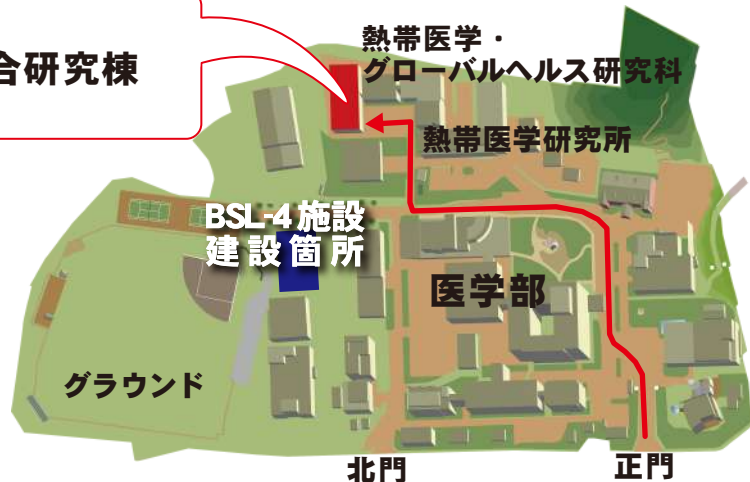 合研究棟
熱帯医学・
グローバルヘルス研究科
熱帯医学研究所
BSL-4 施設
建設箇所
医学部
グラウンド
北門
正門